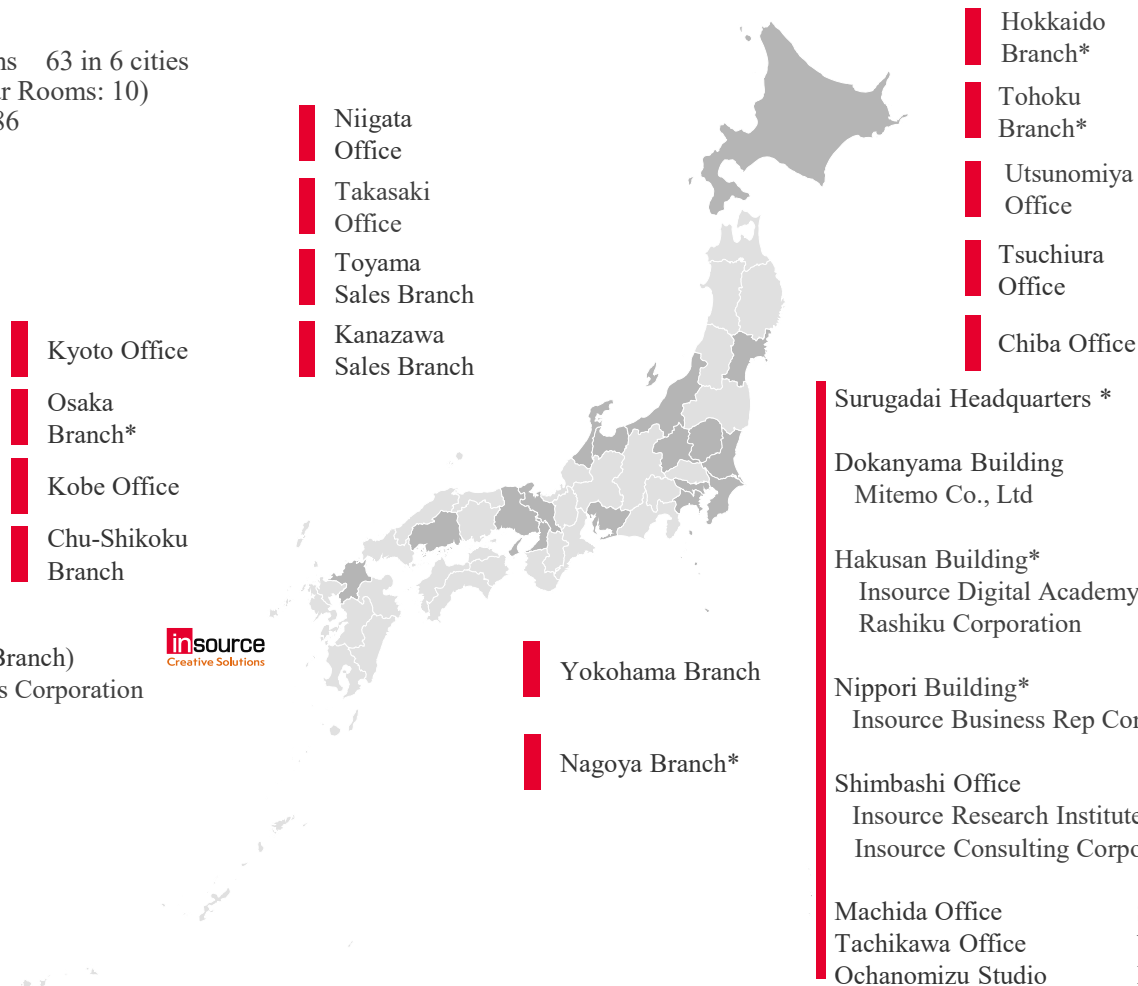 63 in 6 cities
Rooms: 10)
Niigata
Office
Takasaki
Office
Toyama
Sales Branch
Kanazawa
Sales Branch
Kyoto Office
Osaka
Branch*
Kobe Office
Chu-Shikoku
Branch
Branch)
Corporation
insource
Creative Solutions
Yokohama Branch
Nagoya Branch*
Hokkaido
Branch*
Tohoku
Branch*
Utsunomiya
Office
Tsuchiura
Office
Chiba Office
Surugadai Headquarters *
Dokanyama Building
Mitemo Co., Ltd
Hakusan Building*
Insource Digital Academy
Rashiku Corporation
Nippori Building*
Insource Business Rep
Shimbashi Office
Insource Research Institute
Insource Consulting
Machida Office
Tachikawa Office
Ochanomizu Studio